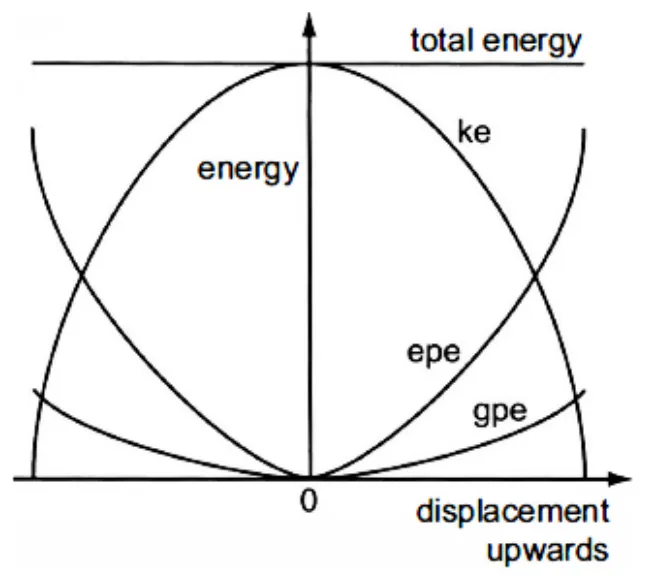 total energy
ke
energy
epe
gpe
0
displacement
upwards